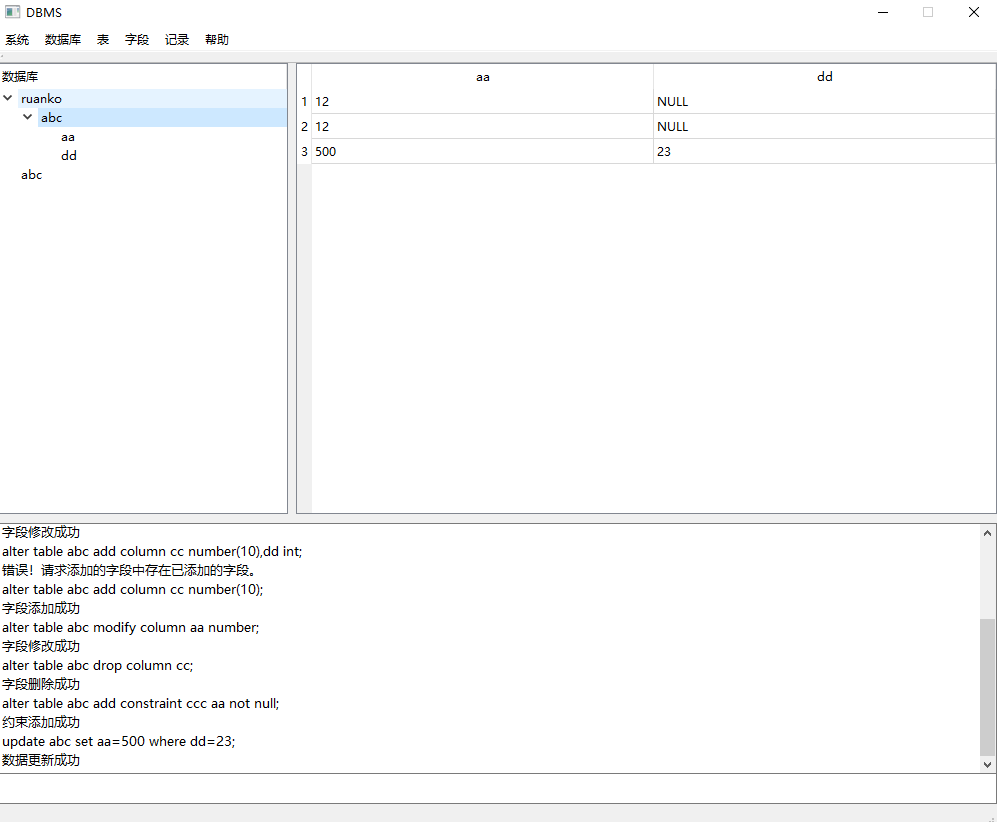 DBMS
系统 数据库 表 字段 记录 帮助
数据库
ruanko
abc
aa
dd
abc
aa dd
1 12 NULL
2 12 NULL
3 500 23
字段修改成功
alter table abc add column cc number(10),dd int;
错误！请求添加的字段中存在已添加的字段。
alter table abc add column cc number(10);
字段添加成功
alter table abc modify column aa number;
字段修改成功
alter table abc drop column cc;
字段删除成功
alter table abc add constraint ccc aa not null;
约束添加成功
update abc set aa=500 where dd=23;
数据更新成功